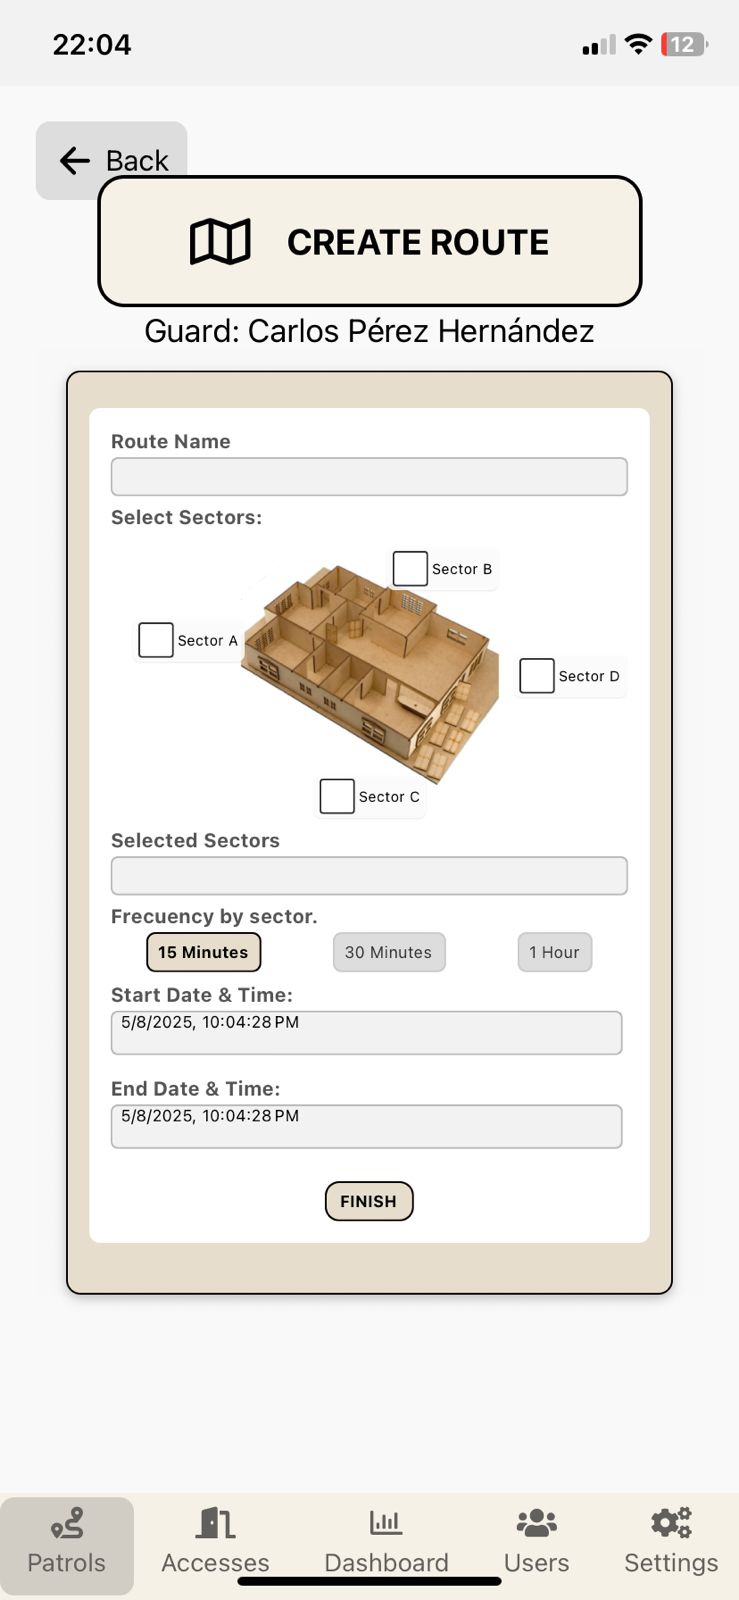 22:04
12
Back
CREATE ROUTE
Guard: Carlos Pérez Hernández
Route Name
Select Sectors:
Sector B
Sector A
Sector D
Sector C
Selected Sectors
Frecuency by sector.
15 Minutes 30 Minutes 1 Hour
Start Date & Time:
5/8/2025, 10:04:28 PM
End Date & Time:
5/8/2025, 10:04:28 PM
FINISH
Patrols Accesses Dashboard Users Settings